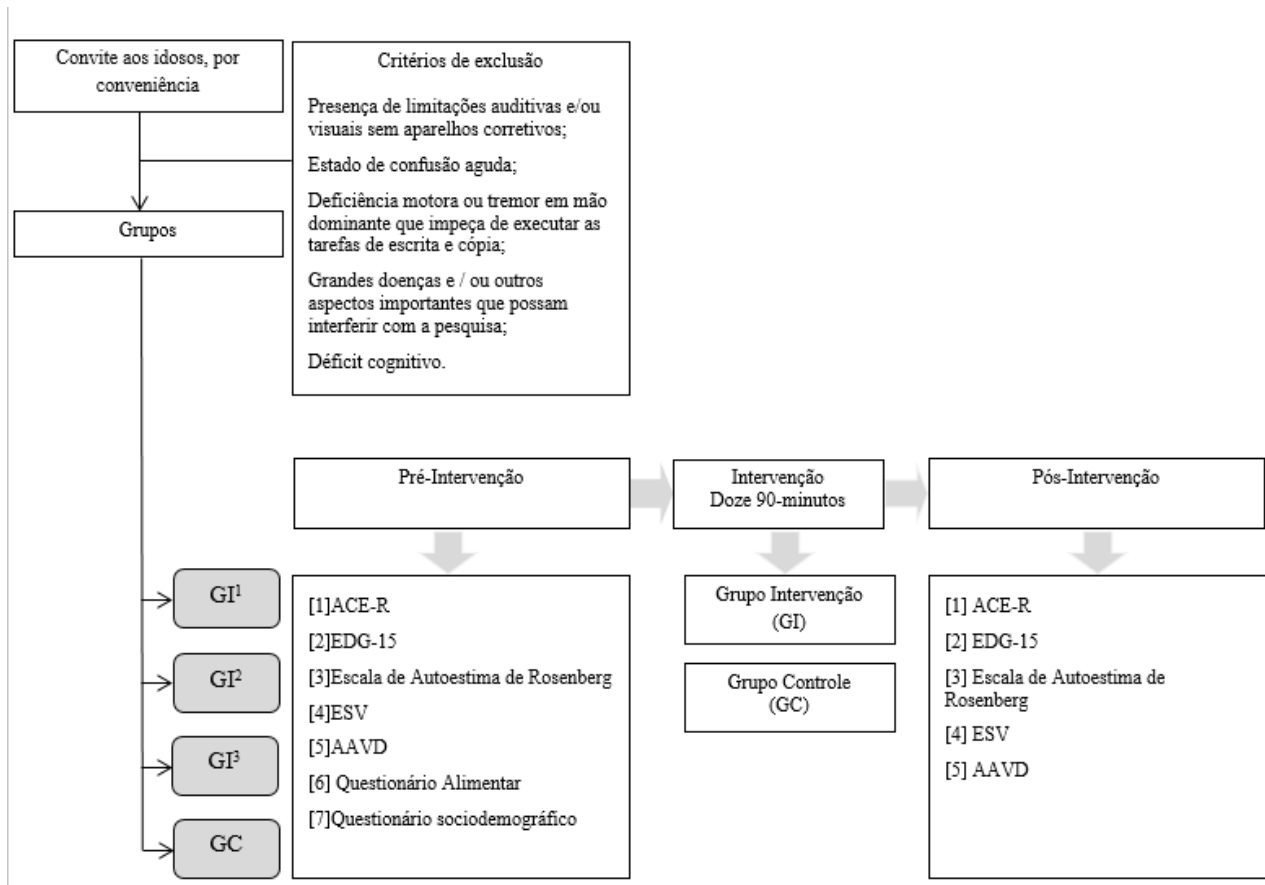 Convite aos idosos, por
conveniência
Critérios de exclusão
Presença de limitações auditivas e/ou
visuais sem aparelhos corretivos;
Estado de confusão aguda;
Deficiência motora ou tremor em mão
dominante que impeça de executar as
tarefas de escrita e cópia;
Grandes doenças e / ou outros
aspectos importantes que possam
interferir com a pesquisa;
Déficit cognitivo.
Grupos
Pré-Intervenção
Intervenção
Doze 90-minutos
Pós-Intervenção
GI¹
GI²
GI³
GC
[1]ACE-R
[2]EDG-15
[3]Escala de Autoestima de Rosenberg
[4]ESV
[5]AAVD
[6] Questionário Alimentar
[7]Questionário sociodemográfico
Grupo Intervenção
(GI)
Grupo Controle
(GC)
[1] ACE-R
[2] EDG-15
[3] Escala de Autoestima de
Rosenberg
[4] ESV
[5] AAVD